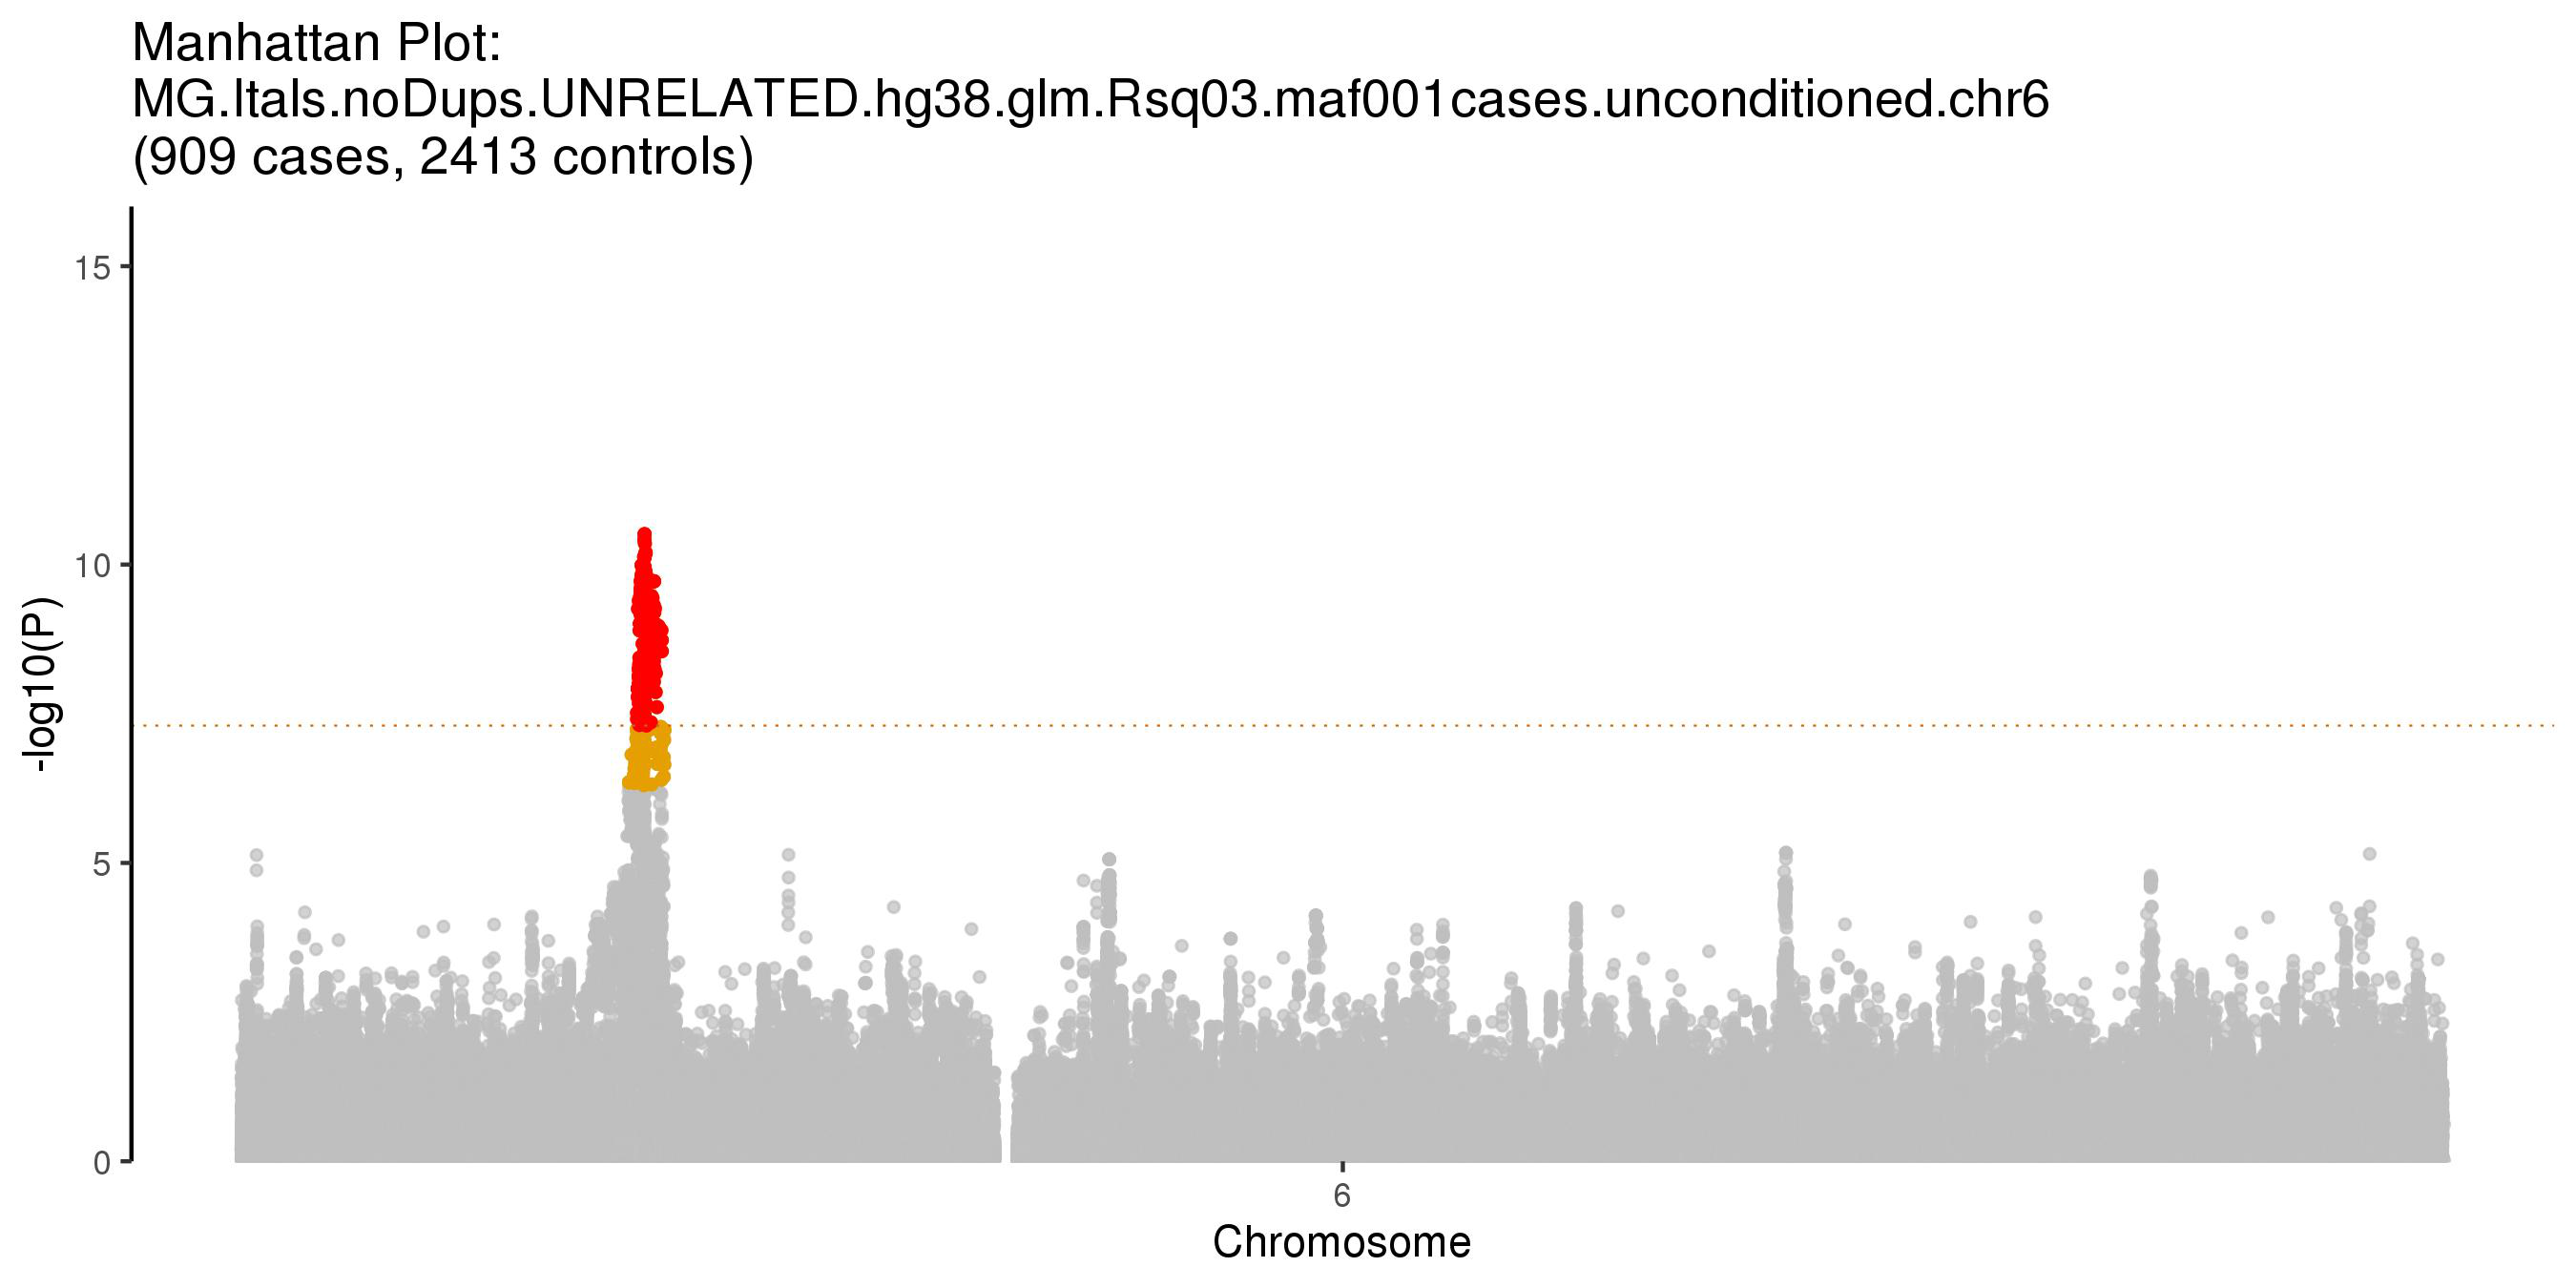 Manhattan Plot:
MG.Itals.noDups.UNRELATED.hg38.glm.Rsq03.maf001cases.unconditioned.chr6
(909 cases, 2413 controls)
15
10
5
0
-log10(P)
6
Chromosome